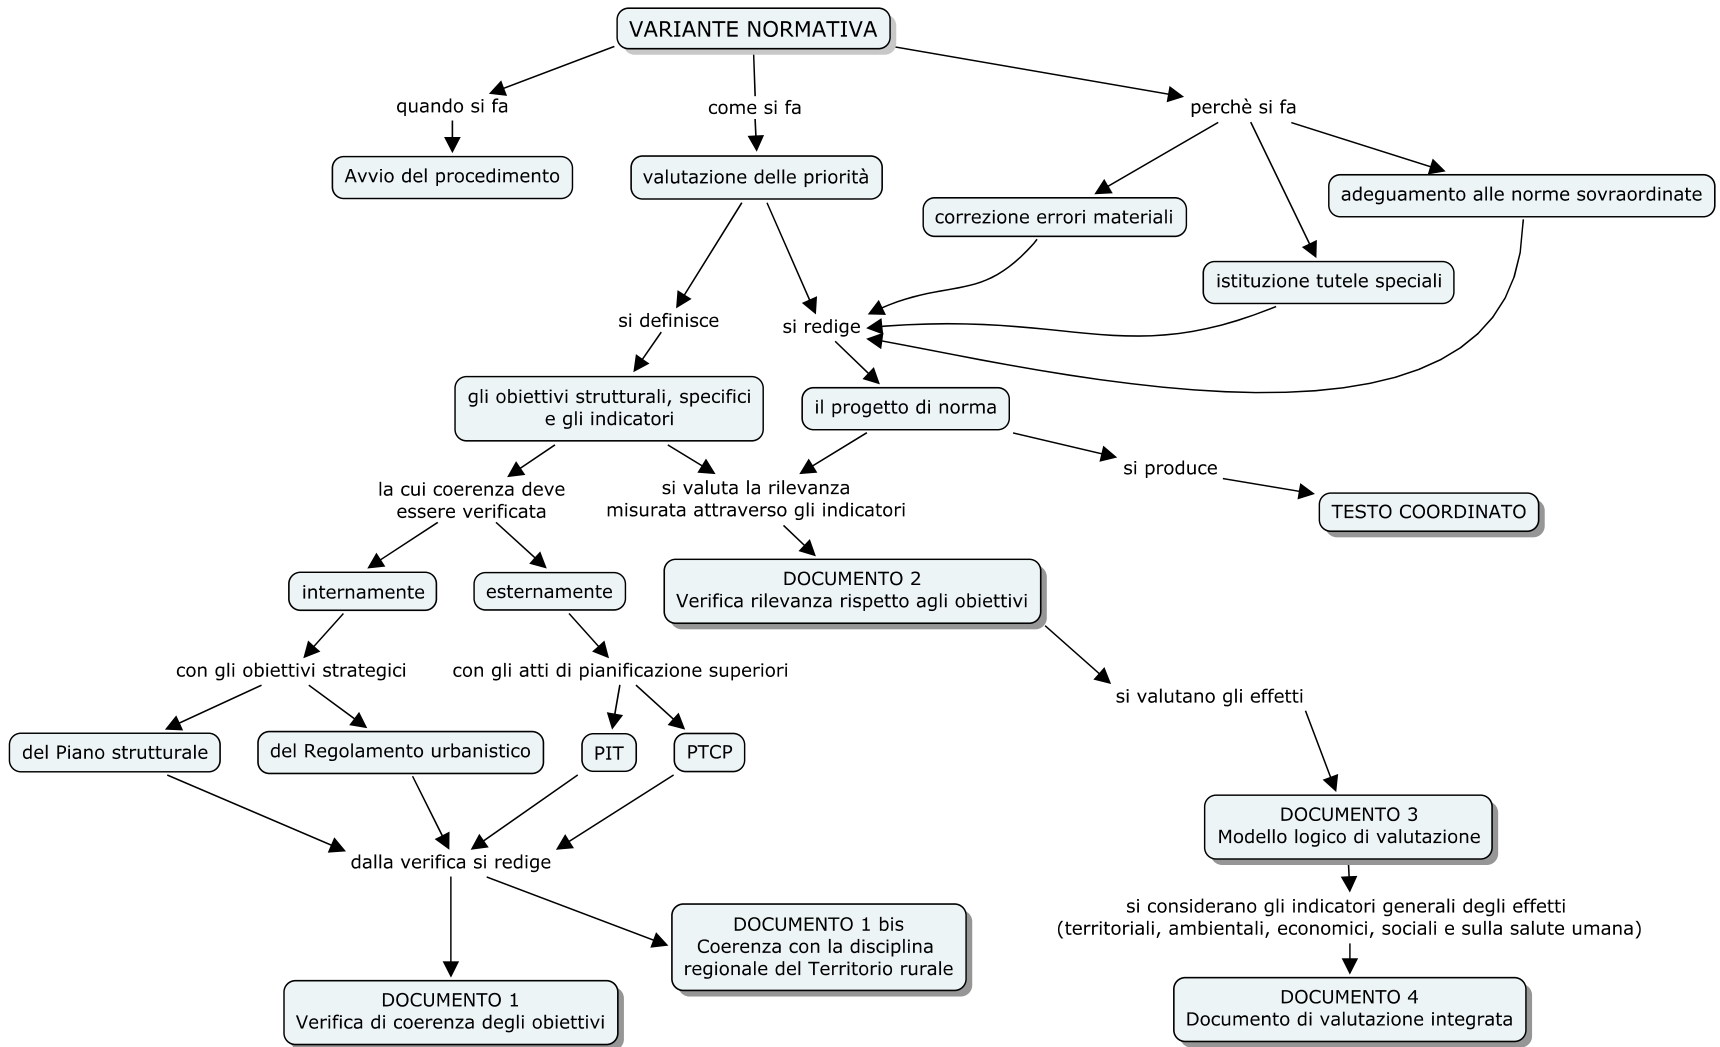 VARIANTE NORMATIVA
quando si fa
come si fa
perchè si fa
Avvio del procedimento
valutazione delle priorità
adeguamento alle norme sovraordinate
correzione errori materiali
istituzione tutele speciali
si definisce
si redige
gli obiettivi strutturali, specifici
e gli indicatori
il progetto di norma
si produce
la cui coerenza deve
essere verificata
si valuta la rilevanza
misurata attraverso gli indicatori
TESTO COORDINATO
internamente
esternamente
DOCUMENTO 2
Verifica rilevanza rispetto agli obiettivi
con gli obiettivi strategici
con gli atti di pianificazione superiori
si valutano gli effetti
del Piano strutturale
del Regolamento urbanistico
PIT
PTCP
DOCUMENTO 3
Modello logico di valutazione
dalla verifica si redige
si considerano gli indicatori generali degli effetti
(territoriali, ambientali, economici, sociali e sulla salute umana)
DOCUMENTO 1 bis
Coerenza con la disciplina
regionale del Territorio rurale
DOCUMENTO 1
Verifica di coerenza degli obiettivi
DOCUMENTO 4
Documento di valutazione integrata